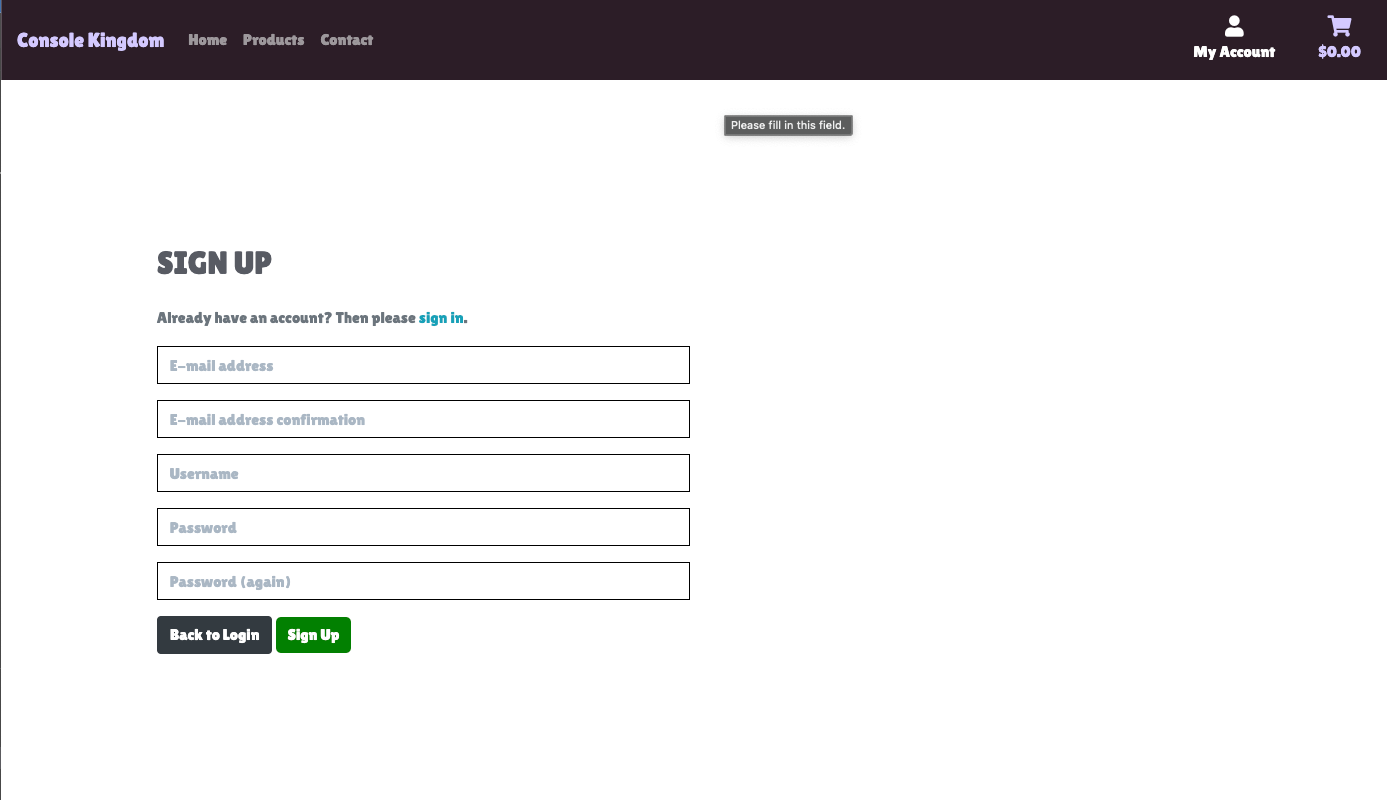 Console Kingdom Home Products Contact
My Account
$0.00
Please fill in this field.
SIGN UP
Already have an account? Then please sign in.
E-mail address
E-mail address confirmation
Username
Password
Password (again)
Back to Login Sign Up